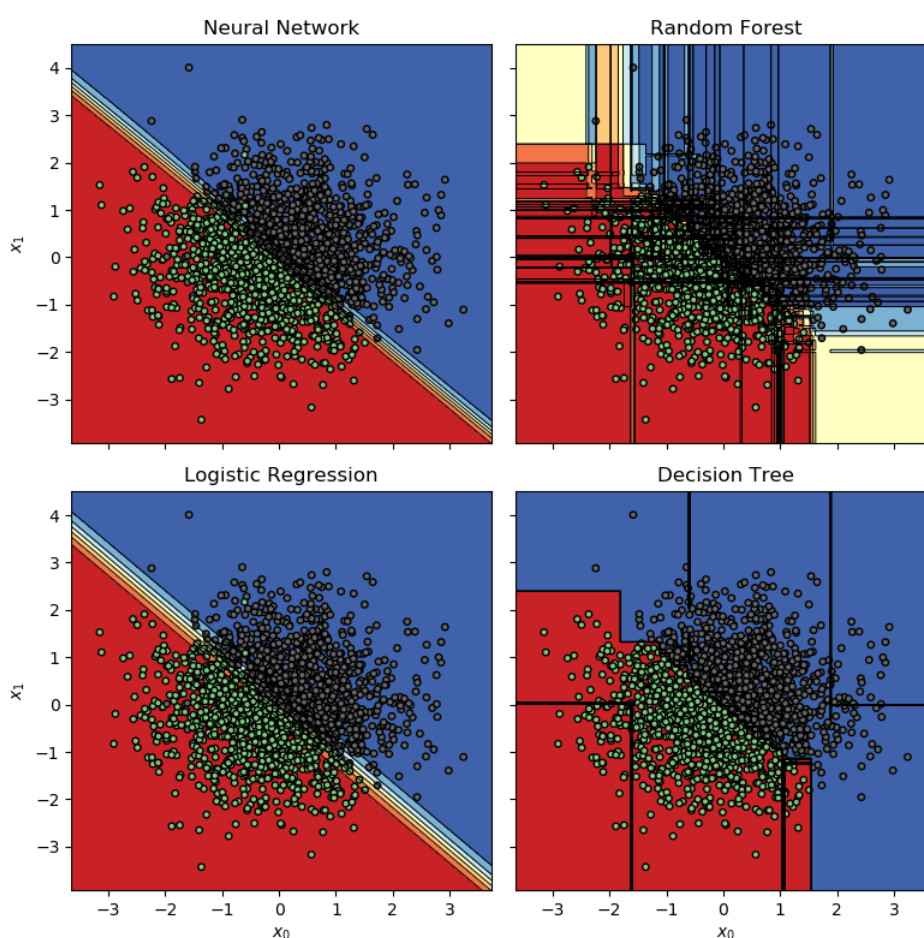 Neural Network
Random Forest
4
3
2
1
0
−1
−2
−3
x₁
Logistic Regression
Decision Tree
4
3
2
1
0
−1
−2
−3
x₁
−3 −2 −1 0 1 2 3
−3 −2 −1 0 1 2 3
x₀
x₀